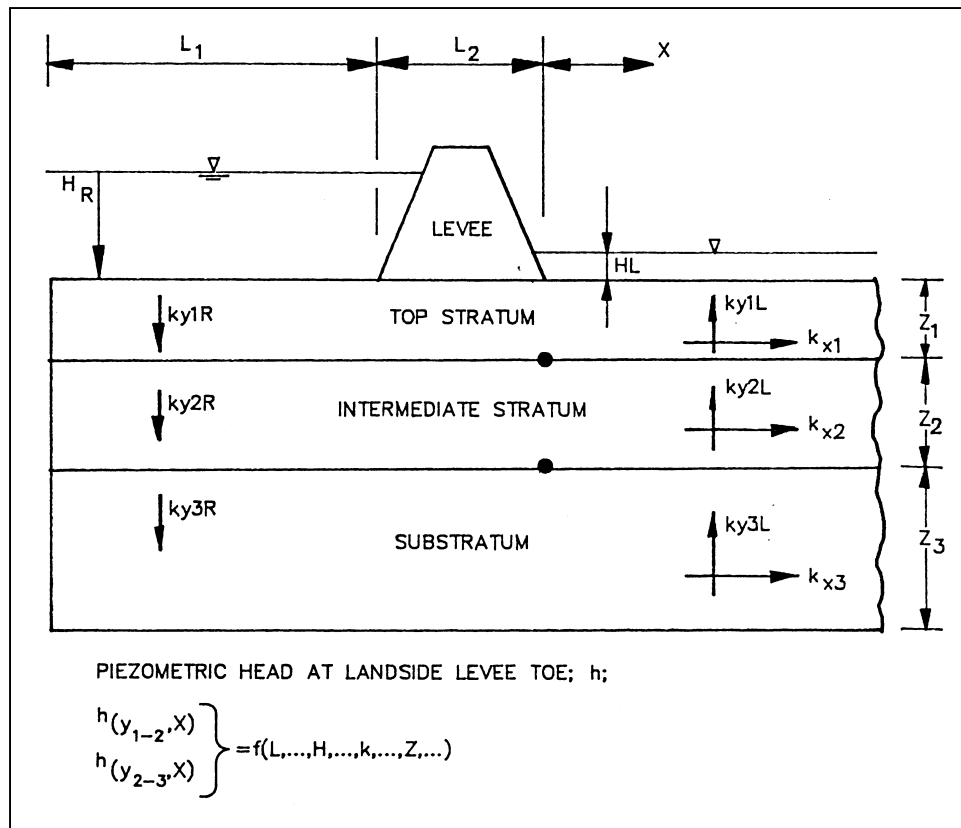 L1
L2
X
HR
LEVEE
HL
ky1R
TOP STRATUM
ky1L
kx1
Z1
ky2R
INTERMEDIATE STRATUM
ky2L
kx2
Z2
ky3R
SUBSTRATUM
ky3L
kx3
Z3
PIEZOMETRIC HEAD AT LANDSIDE LEVEE TOE; h;
h(y1–2,X)
h(y2–3,X)
=f(L,...,H,...,k,...,Z,...)